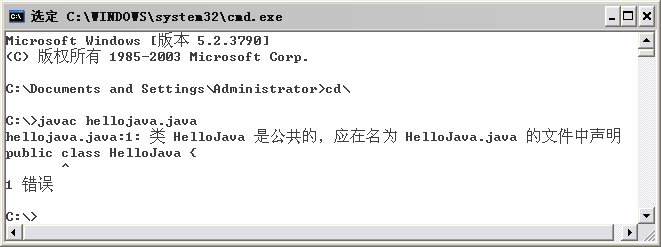 选定 C:\WINDOWS\system32\cmd.exe
Microsoft Windows [版本 5.2.3790]
(C) 版权所有 1985-2003 Microsoft Corp.
C:\Documents and Settings\Administrator>cd\
C:\>javac hellojava.java
hellojava.java:1: 类 HelloJava 是公共的，应在名为 HelloJava.java 的文件中声明
public class HelloJava {
^
1 错误
C:\>